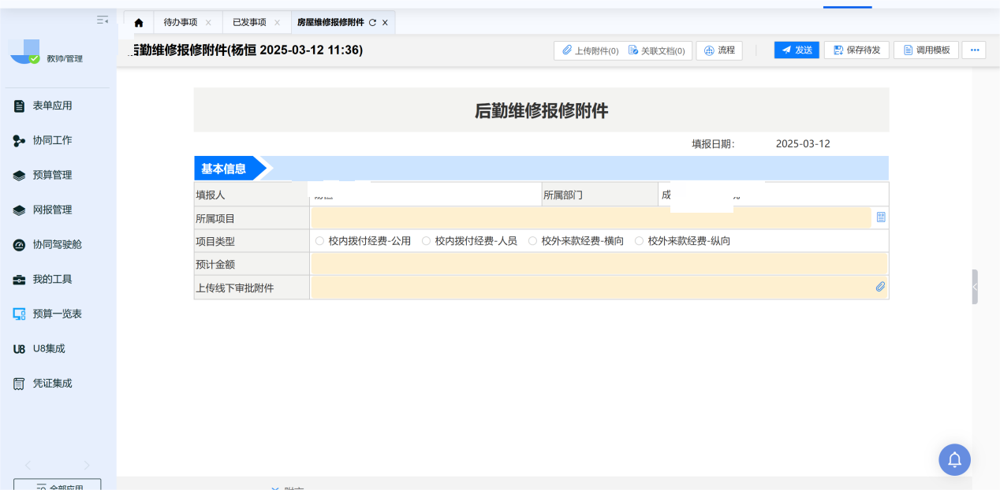 待办事项
已发事项
房屋维修报修附件
教师/管理
后勤维修报修附件(杨恒 2025-03-12 11:36)
上传附件(0)
关联文档(0)
流程
发送
保存待发
调用模板
表单应用
协同工作
预算管理
网报管理
协同驾驶舱
我的工具
预算一览表
U8 U8集成
凭证集成
全部应用
后勤维修报修附件
填报日期: 2025-03-12
基本信息
填报人
所属部门 成
所属项目
项目类型 校内拨付经费-公用 校内拨付经费-人员 校外来款经费-横向 校外来款经费-纵向
预计金额
上传线下审批附件